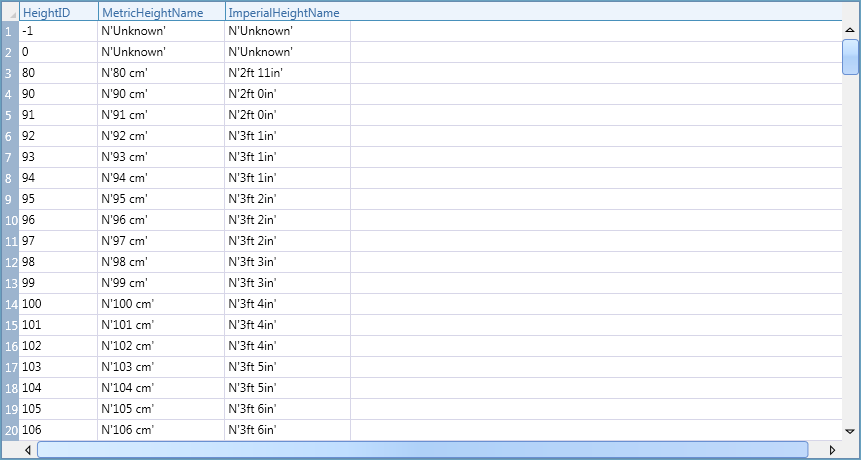 HeightID MetricHeightName ImperialHeightName
1 -1 N'Unknown' N'Unknown'
2 0 N'Unknown' N'Unknown'
3 80 N'80 cm' N'2ft 11in'
4 90 N'90 cm' N'2ft 0in'
5 91 N'91 cm' N'2ft 0in'
6 92 N'92 cm' N'3ft 1in'
7 93 N'93 cm' N'3ft 1in'
8 94 N'94 cm' N'3ft 1in'
9 95 N'95 cm' N'3ft 2in'
10 96 N'96 cm' N'3ft 2in'
11 97 N'97 cm' N'3ft 2in'
12 98 N'98 cm' N'3ft 3in'
13 99 N'99 cm' N'3ft 3in'
14 100 N'100 cm' N'3ft 4in'
15 101 N'101 cm' N'3ft 4in'
16 102 N'102 cm' N'3ft 4in'
17 103 N'103 cm' N'3ft 5in'
18 104 N'104 cm' N'3ft 5in'
19 105 N'105 cm' N'3ft 6in'
20 106 N'106 cm' N'3ft 6in'